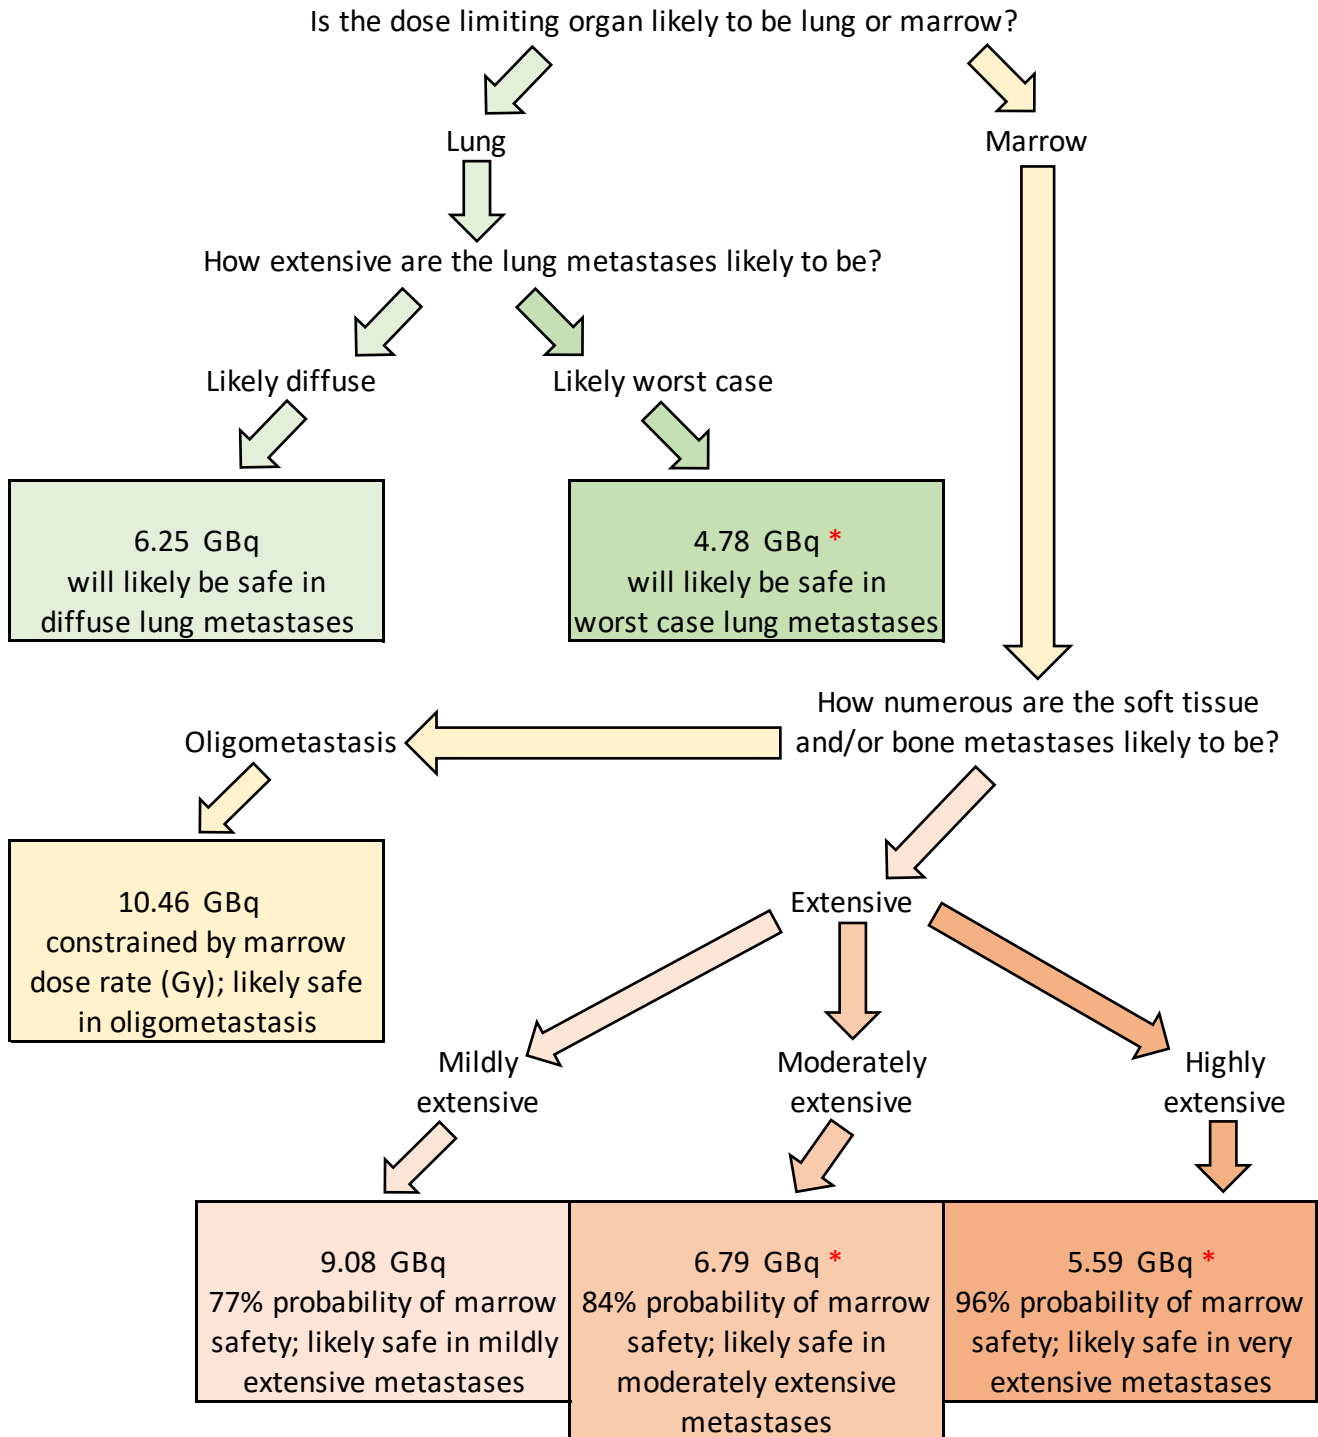 Is the dose limiting organ likely to be lung or marrow?
Lung
Marrow
How extensive are the lung metastases likely to be?
Likely diffuse
Likely worst case
6.25 GBq
will likely be safe in
diffuse lung metastases
4.78 GBq *
will likely be safe in
worst case lung metastases
How numerous are the soft tissue
and/or bone metastases likely to be?
Oligometastasis
10.46 GBq
constrained by marrow
dose rate (Gy); likely safe
in oligometastasis
Extensive
Mildly
extensive
Moderately
extensive
Highly
extensive
9.08 GBq
77% probability of marrow
safety; likely safe in mildly
extensive metastases
6.79 GBq *
84% probability of marrow
safety; likely safe in
moderately extensive
metastases
5.59 GBq *
96% probability of marrow
safety; likely safe in very
extensive metastases